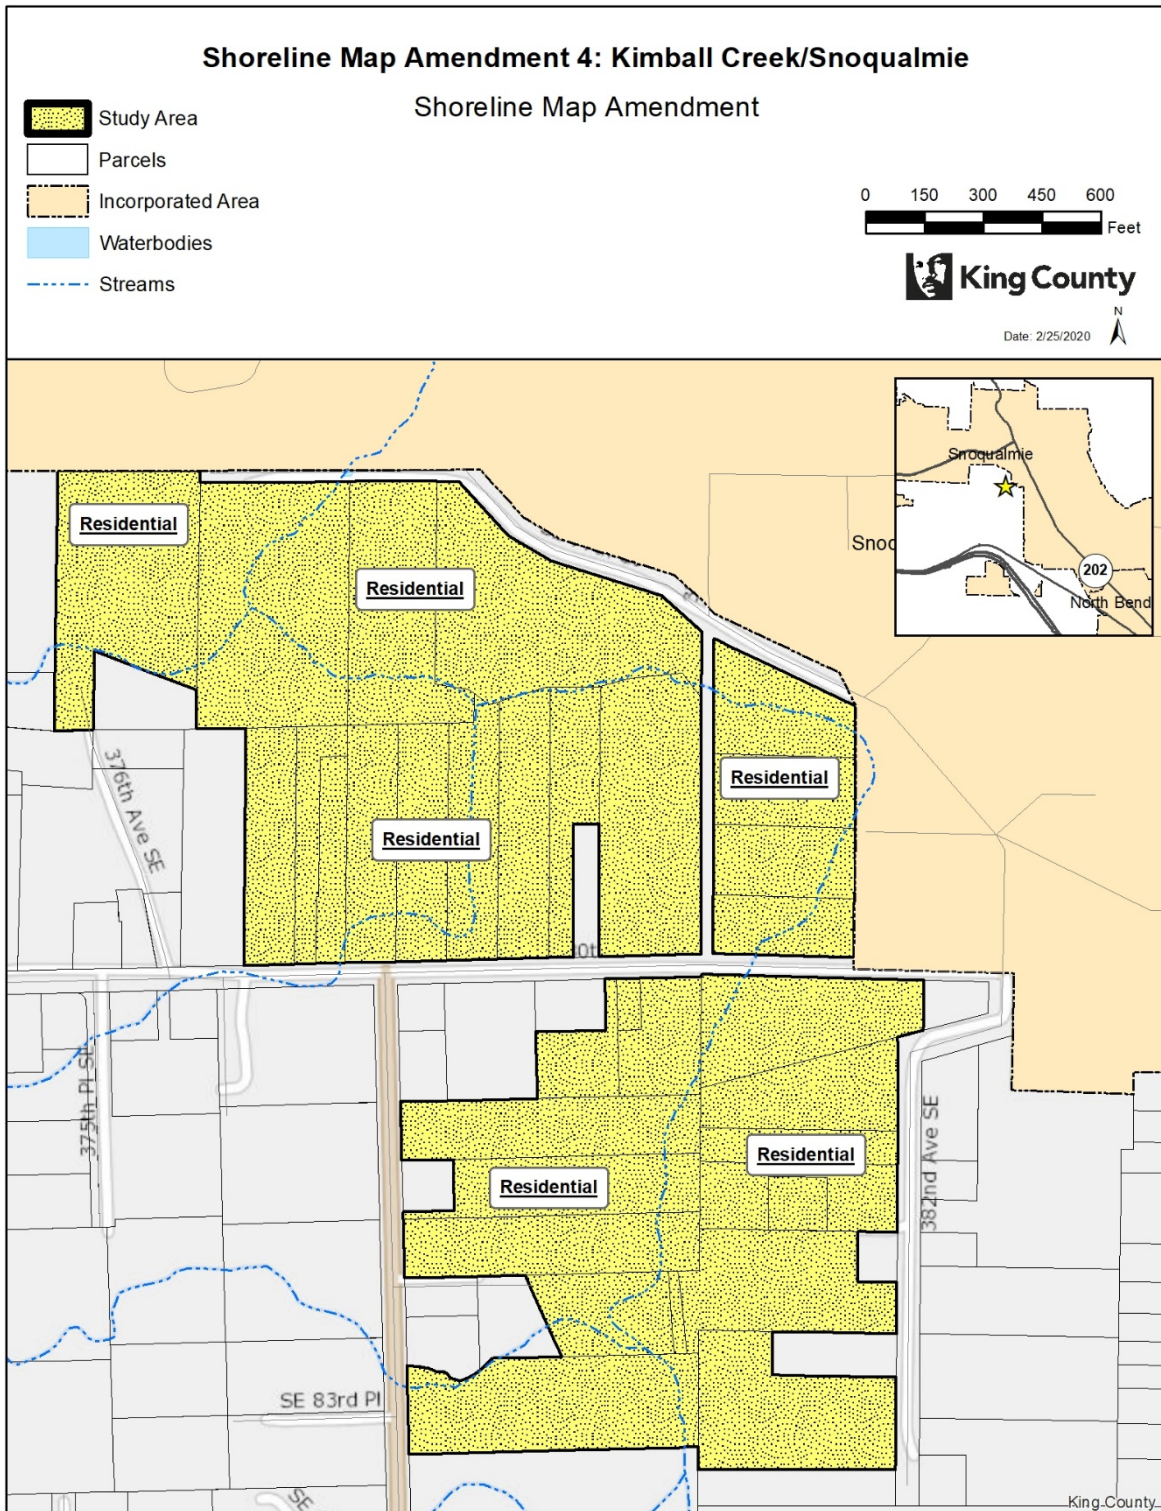 Shoreline Map Amendment 4: Kimball Creek/Snoqualmie
Shoreline Map Amendment
Study Area
Parcels
Incorporated Area
Waterbodies
Streams
0 150 300 450 600
Feet
King County
N
Date: 2/25/2020
Snoqualmie
202
North Bend
Snoq
Residential
Residential
Residential
Residential
376th Ave SE
375th Pl SE
Residential
Residential
382nd Ave SE
SE 83rd Pl
SE
King County